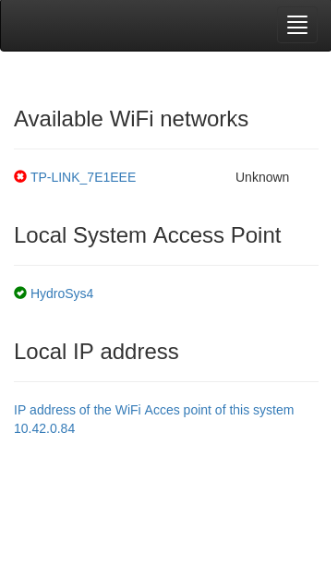 Available WiFi networks
TP-LINK_7E1EEE Unknown
Local System Access Point
HydroSys4
Local IP address
IP address of the WiFi Acces point of this system
10.42.0.84